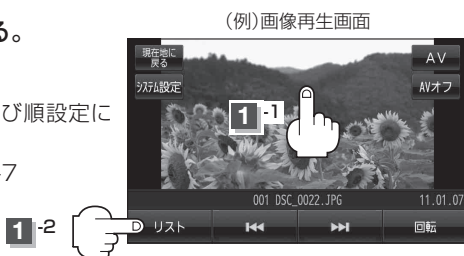 る。
(例)画像再生画面
現在地に
戻る
AV
システム設定
AVオフ
1 -1
び順設定に
-7
001 DSC_0022.JPG 11.01.07
1 -2
リスト
回転